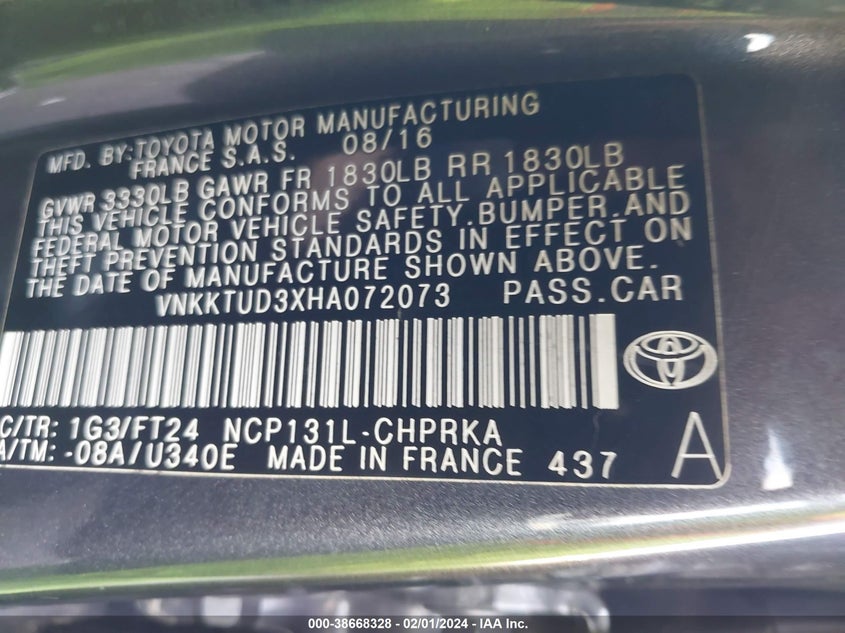 MFD. BY:TOYOTA MOTOR MANUFACTURING
FRANCE S.A.S. 08/16
GVWR 3330LB GAWR FR 1830LB RR 1830LB
THIS VEHICLE CONFORMS TO ALL APPLICABLE
FEDERAL MOTOR VEHICLE SAFETY.BUMPER.AND
THEFT PREVENTION STANDARDS IN EFFECT ON
THE DATE OF MANUFACTURE SHOWN ABOVE.
VNKKTUD3XHA072073 PASS.CAR
C/TR: 1G3/FT24 NCP131L-CHPRKA
A/TM: -08A/U340E MADE IN FRANCE 437 A
000-38668328 - 02/01/2024 - IAA Inc.